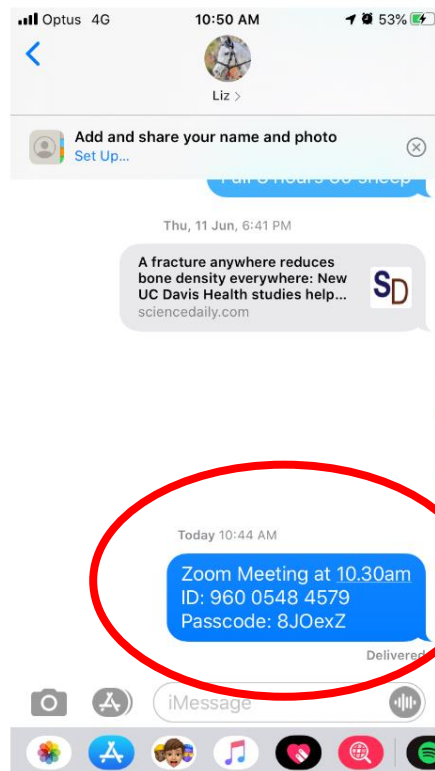 Optus 4G 10:50 AM 53%
Liz >
Add and share your name and photo
Set Up...
Thu, 11 Jun, 6:41 PM
A fracture anywhere reduces
bone density everywhere: New
UC Davis Health studies help...
sciencedaily.com
SD
Today 10:44 AM
Zoom Meeting at 10.30am
ID: 960 0548 4579
Passcode: 8JOexZ
Delivered
iMessage